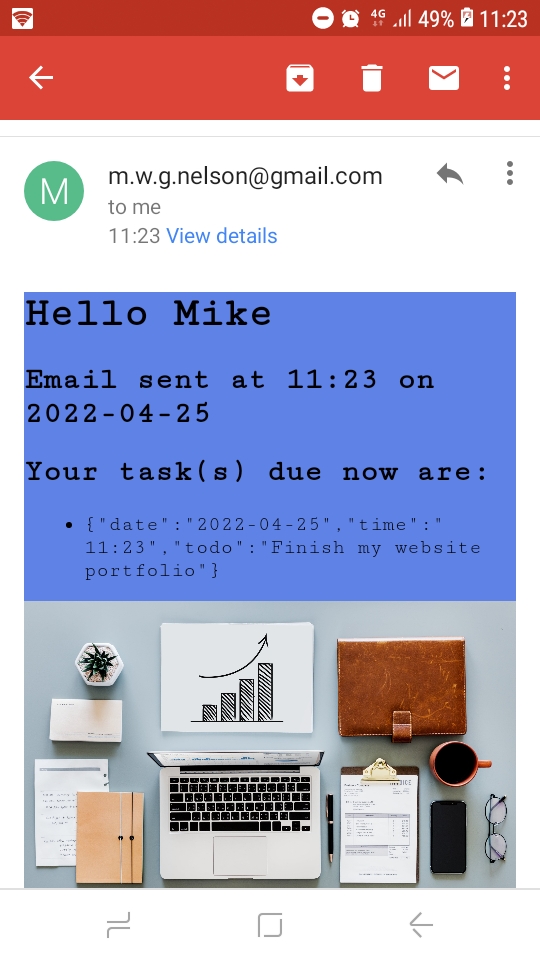 4G 49% 11:23
M
m.w.g.nelson@gmail.com
to me
11:23 View details
Hello Mike
Email sent at 11:23 on
2022-04-25
Your task(s) due now are:
• {"date":"2022-04-25","time":"
11:23","todo":"Finish my website
portfolio"}